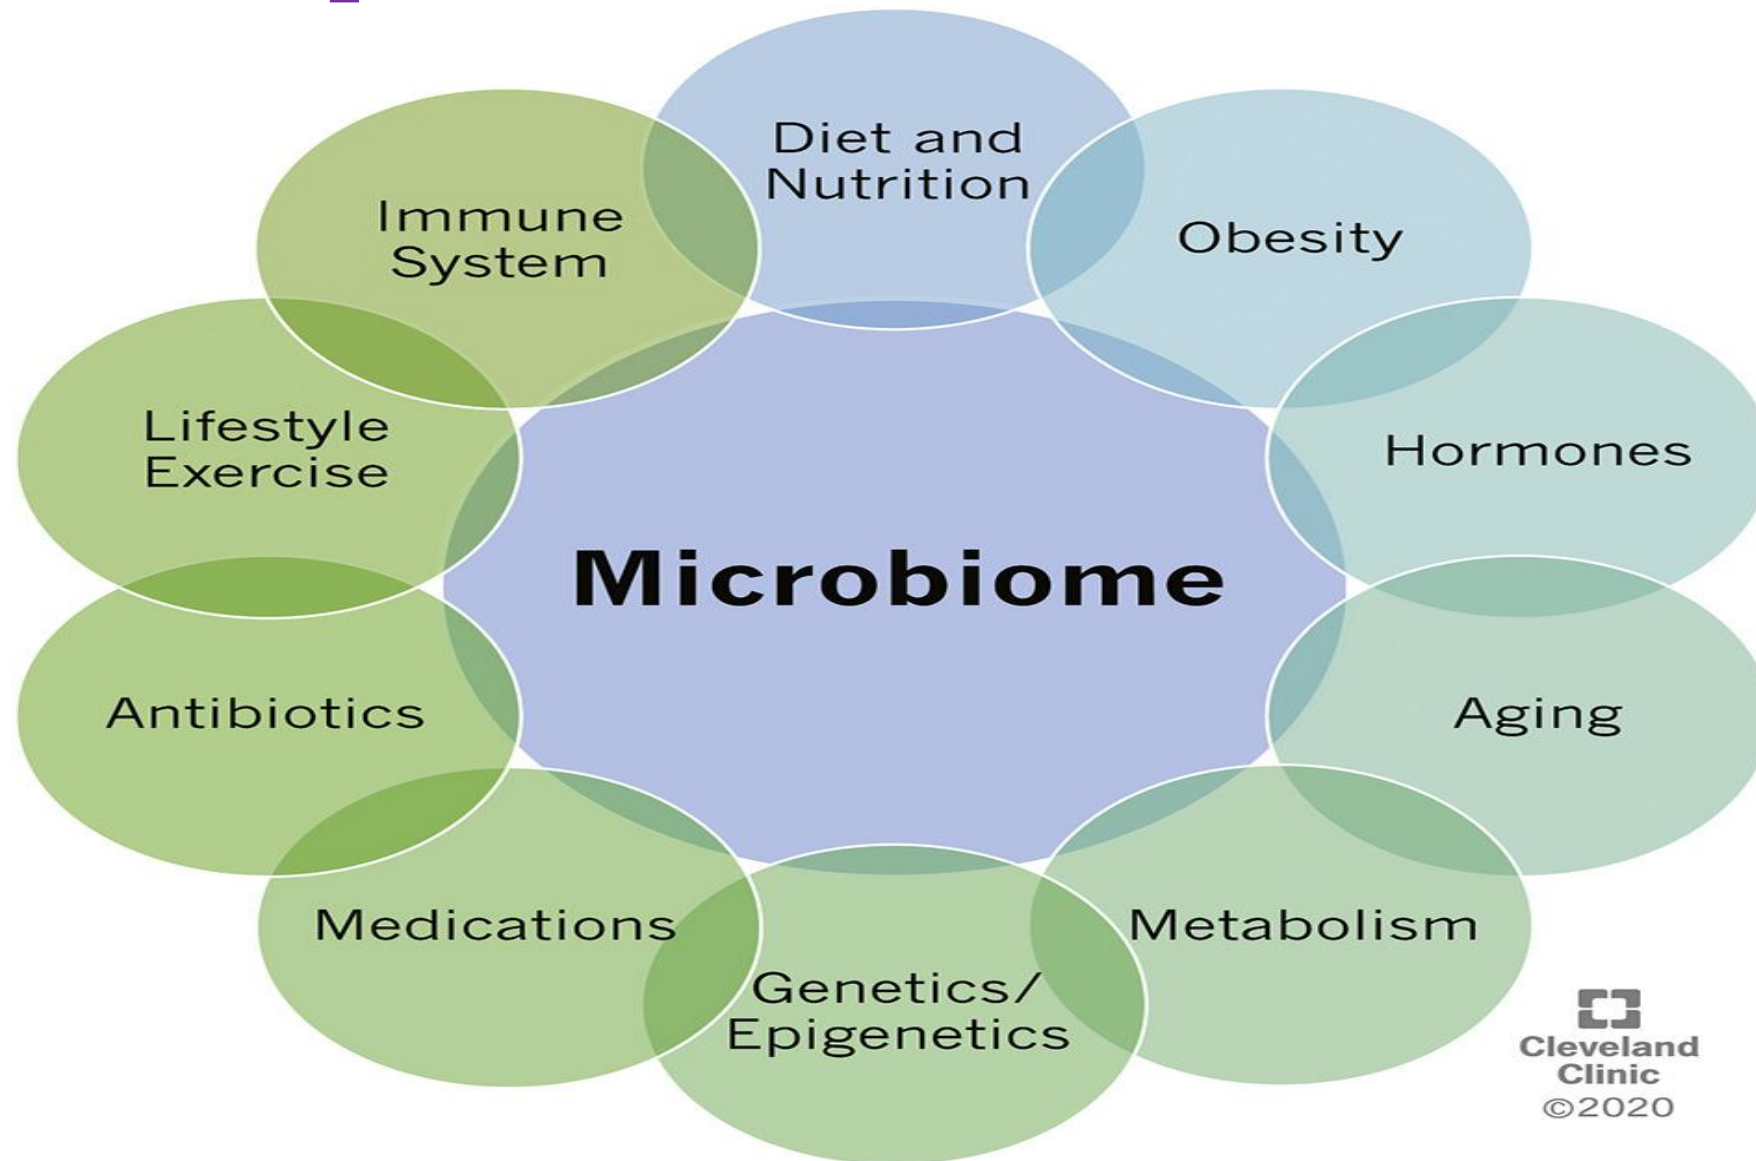 Diet and
Nutrition
Obesity
Hormones
Aging
Metabolism
Genetics/
Epigenetics
Medications
Antibiotics
Lifestyle
Exercise
Immune
System
Microbiome
Cleveland
Clinic
©2020